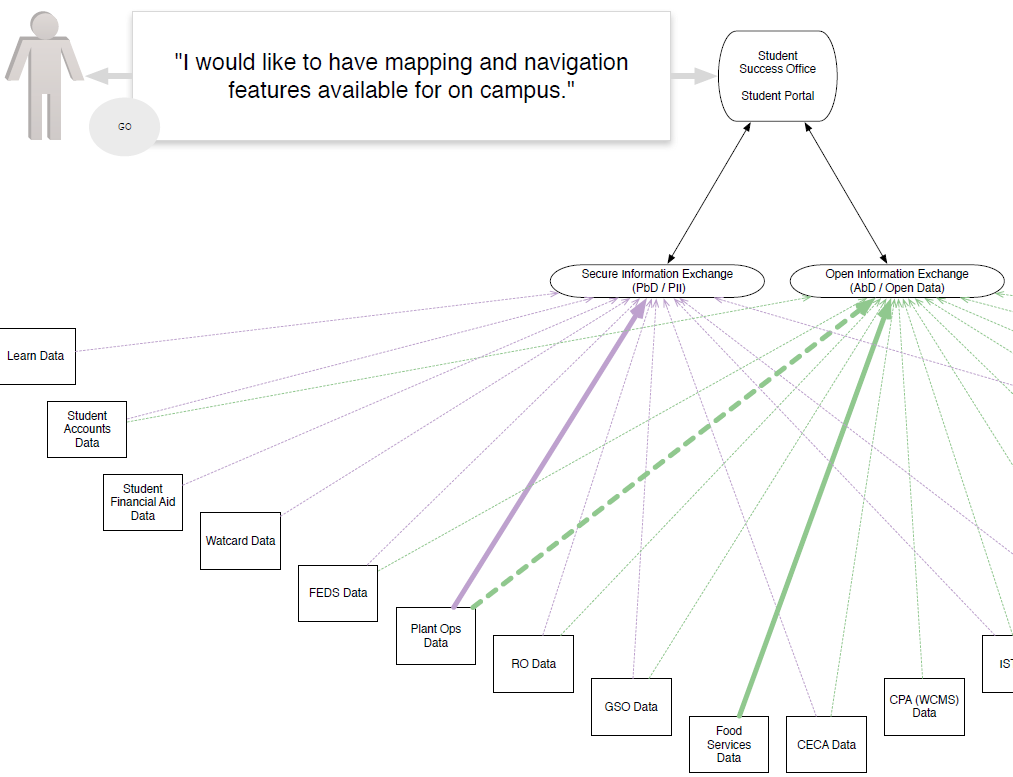 "I would like to have mapping and navigation
features available for on campus."
GO
Student
Success Office
Student Portal
Secure Information Exchange
(PbD / PII)
Open Information Exchange
(AbD / Open Data)
Learn Data
Student
Accounts
Data
Student
Financial Aid
Data
Watcard Data
FEDS Data
Plant Ops
Data
RO Data
GSO Data
Food
Services
Data
CECA Data
CPA (WCMS)
Data
IST